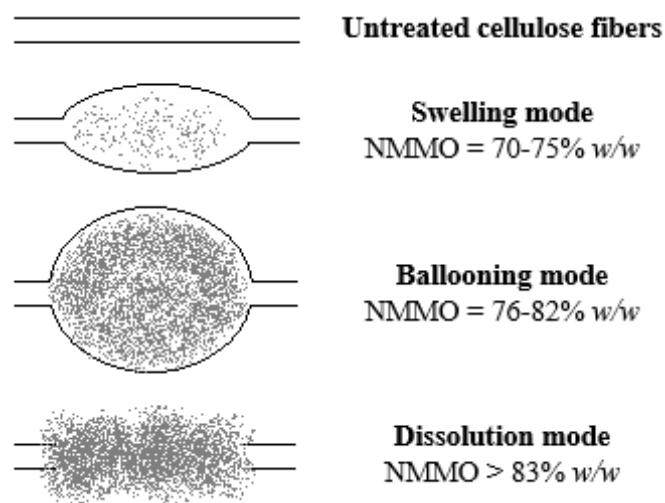 Untreated cellulose fibers
Swelling mode
NMMO = 70-75% w/w
Ballooning mode
NMMO = 76-82% w/w
Dissolution mode
NMMO > 83% w/w